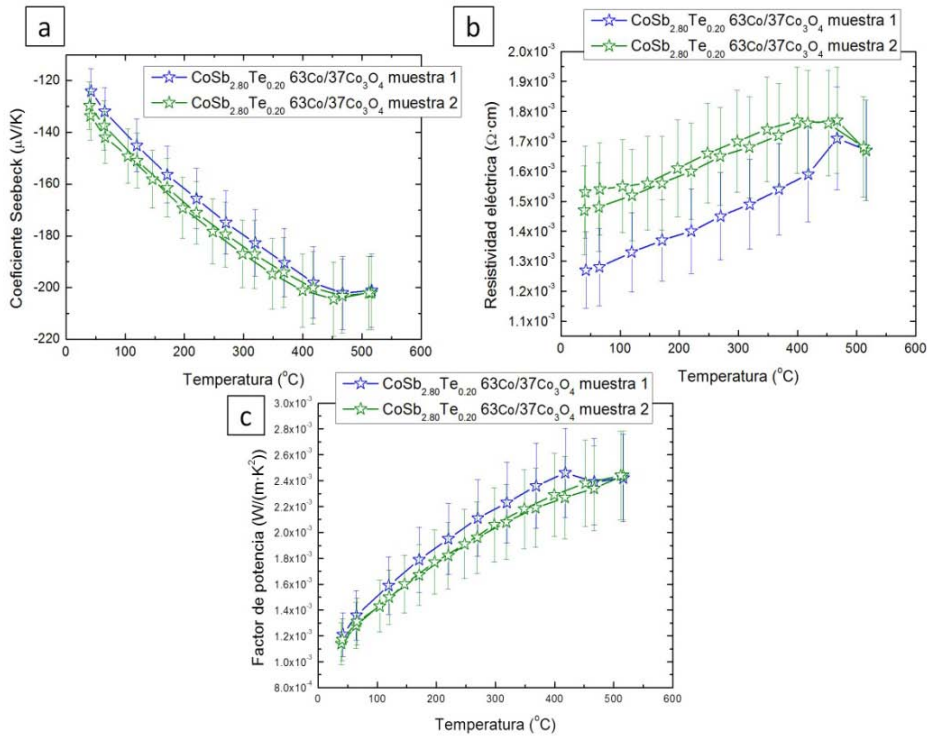 a
CoSb2.80Te0.20 63Co/37Co3O4 muestra 1
CoSb2.80Te0.20 63Co/37Co3O4 muestra 2
Coeficiente Seebeck (μV/K)
-120
-140
-160
-180
-200
-220
0 100 200 300 400 500 600
Temperatura (°C)
b
CoSb2.80Te0.20 63Co/37Co3O4 muestra 1
CoSb2.80Te0.20 63Co/37Co3O4 muestra 2
Resistividad eléctrica (Ω·cm)
2.0x10-3
1.9x10-3
1.8x10-3
1.7x10-3
1.6x10-3
1.5x10-3
1.4x10-3
1.3x10-3
1.2x10-3
1.1x10-3
0 100 200 300 400 500 600
Temperatura (°C)
c
CoSb2.80Te0.20 63Co/37Co3O4 muestra 1
CoSb2.80Te0.20 63Co/37Co3O4 muestra 2
Factor de potencia (W/(m·K2))
3.0x10-3
2.8x10-3
2.6x10-3
2.4x10-3
2.2x10-3
2.0x10-3
1.8x10-3
1.6x10-3
1.4x10-3
1.2x10-3
1.0x10-3
8.0x10-4
0 100 200 300 400 500 600
Temperatura (°C)